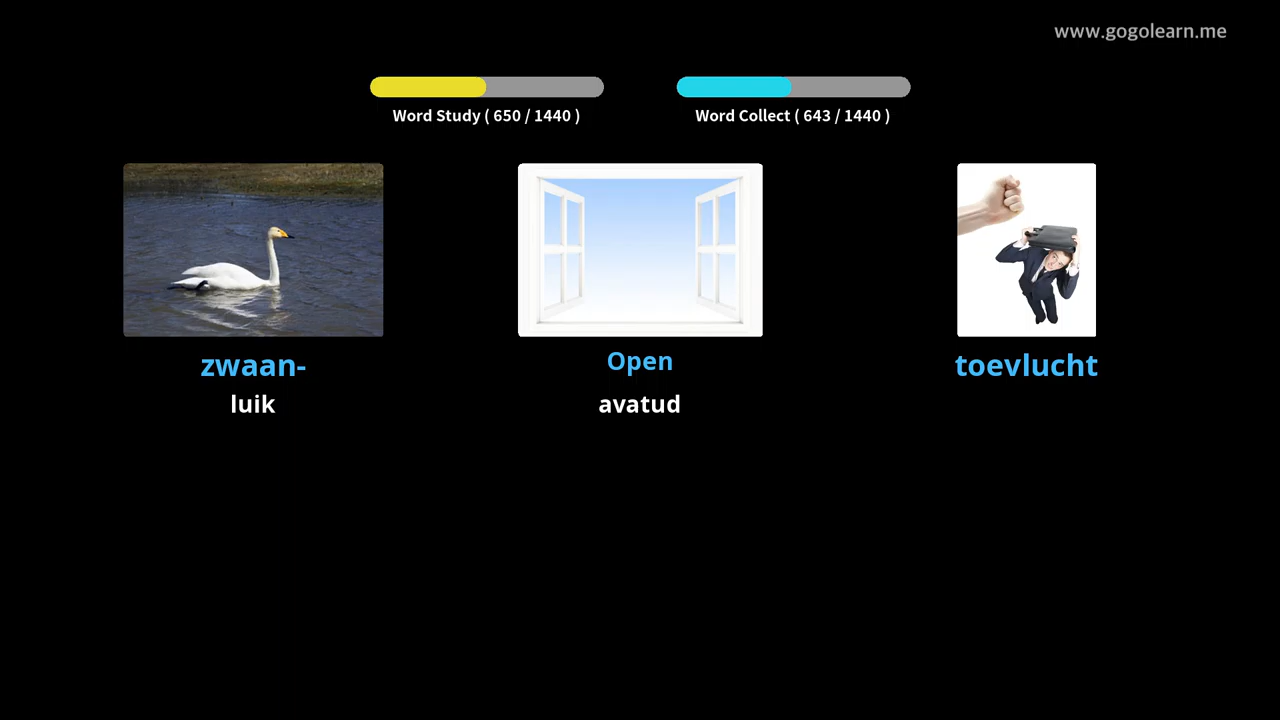 www.gogolearn.me
Word Study ( 650 / 1440 )
Word Collect ( 643 / 1440 )
zwaan-
luik
Open
avatud
toevlucht